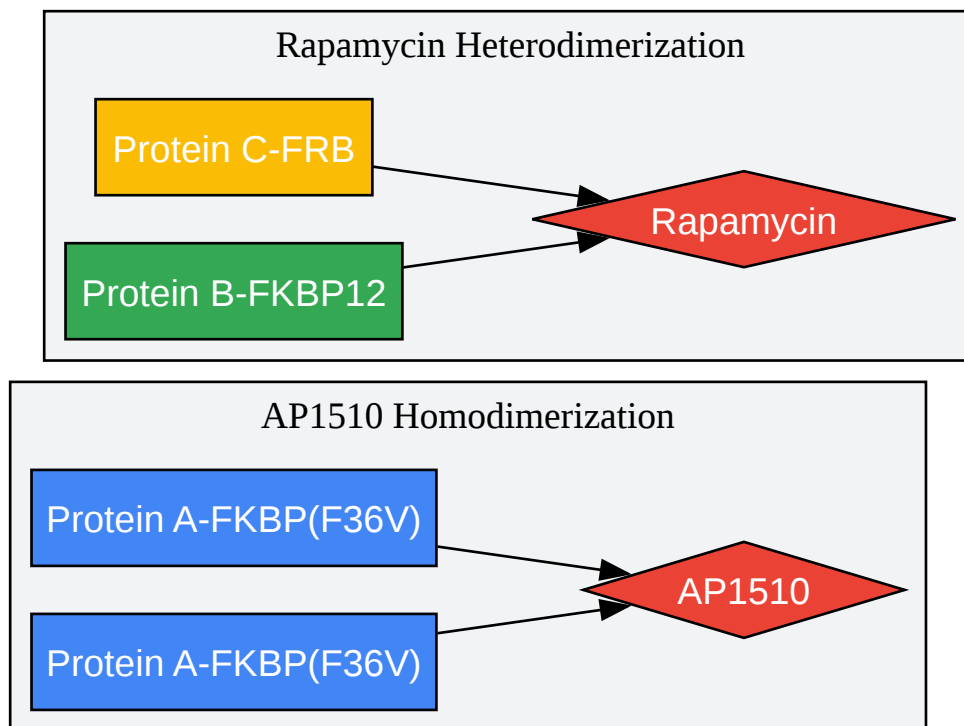 Rapamycin Heterodimerization
Protein C-FRB
Rapamycin
Protein B-FKBP12
AP1510 Homodimerization
Protein A-FKBP(F36V)
AP1510
Protein A-FKBP(F36V)